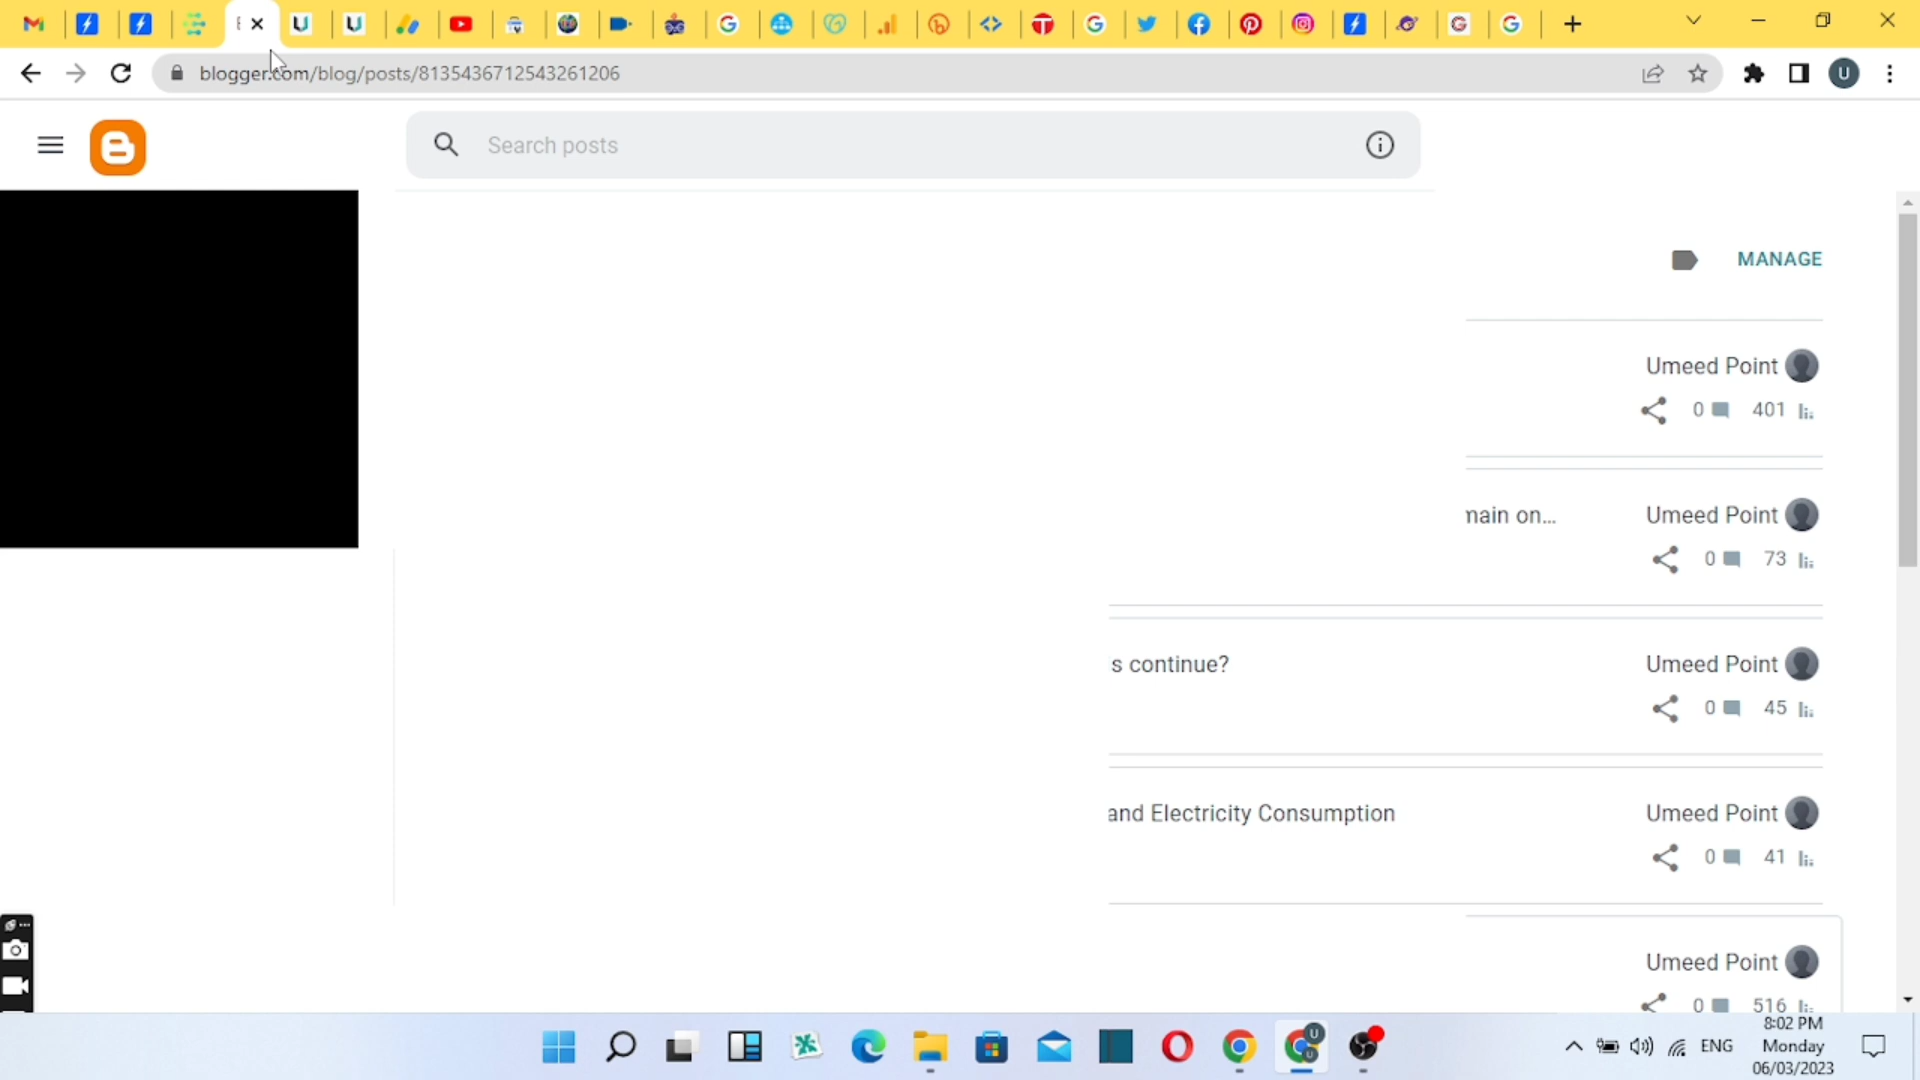 blogger.com/blog/posts/8135436712543261206
U
Search posts
MANAGE
Umeed Point
0 401
main on... Umeed Point
0 73
s continue? Umeed Point
0 45
and Electricity Consumption Umeed Point
0 41
Umeed Point
0 516
ENG
8:02 PM
Monday
06/03/2023